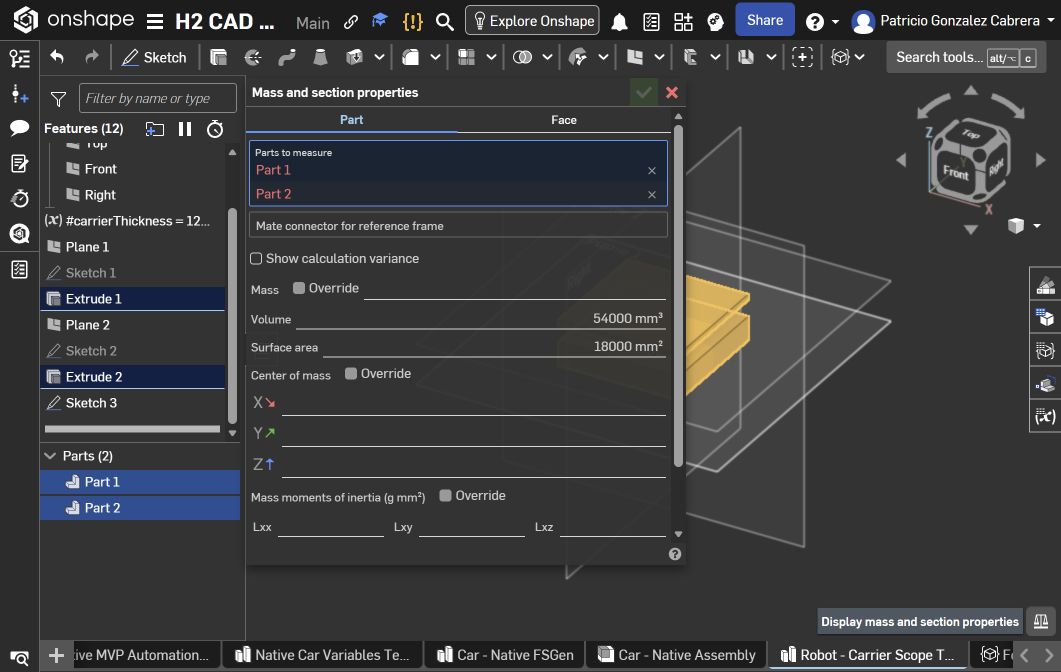 onshape H2 CAD ... Main Explore Onshape Share Patricio Gonzalez Cabrera
Sketch Search tools... alt/⌥ c
Filter by name or type
Features (12)
Top
Front
Right
(x) #carrierThickness = 12...
Plane 1
Sketch 1
Extrude 1
Plane 2
Sketch 2
Extrude 2
Sketch 3
Parts (2)
Part 1
Part 2
Mass and section properties
Part Face
Parts to measure
Part 1
Part 2
Mate connector for reference frame
Show calculation variance
Mass Override
Volume 54000 mm³
Surface area 18000 mm²
Center of mass Override
X
Y
Z
Mass moments of inertia (g mm²) Override
Lxx Lxy Lxz
Z
Top
Y
Front
Right
X
Right
Display mass and section properties
tive MVP Automation... Native Car Variables Te... Car - Native FSGen Car - Native Assembly Robot - Carrier Scope T...